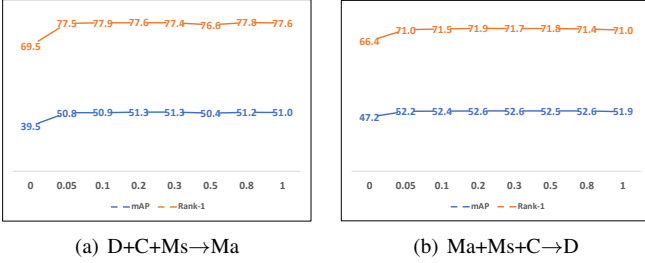 69.5 77.5 77.9 77.6 77.4 76.6 77.8 77.6
39.5 50.8 50.9 51.3 51.3 50.4 51.2 51.0
0 0.05 0.1 0.2 0.3 0.5 0.8 1
mAP Rank-1
(a) D+C+Ms→Ma
66.4 71.0 71.5 71.9 71.7 71.8 71.4 71.0
47.2 52.2 52.4 52.6 52.6 52.5 52.6 51.9
0 0.05 0.1 0.2 0.3 0.5 0.8 1
mAP Rank-1
(b) Ma+Ms+C→D